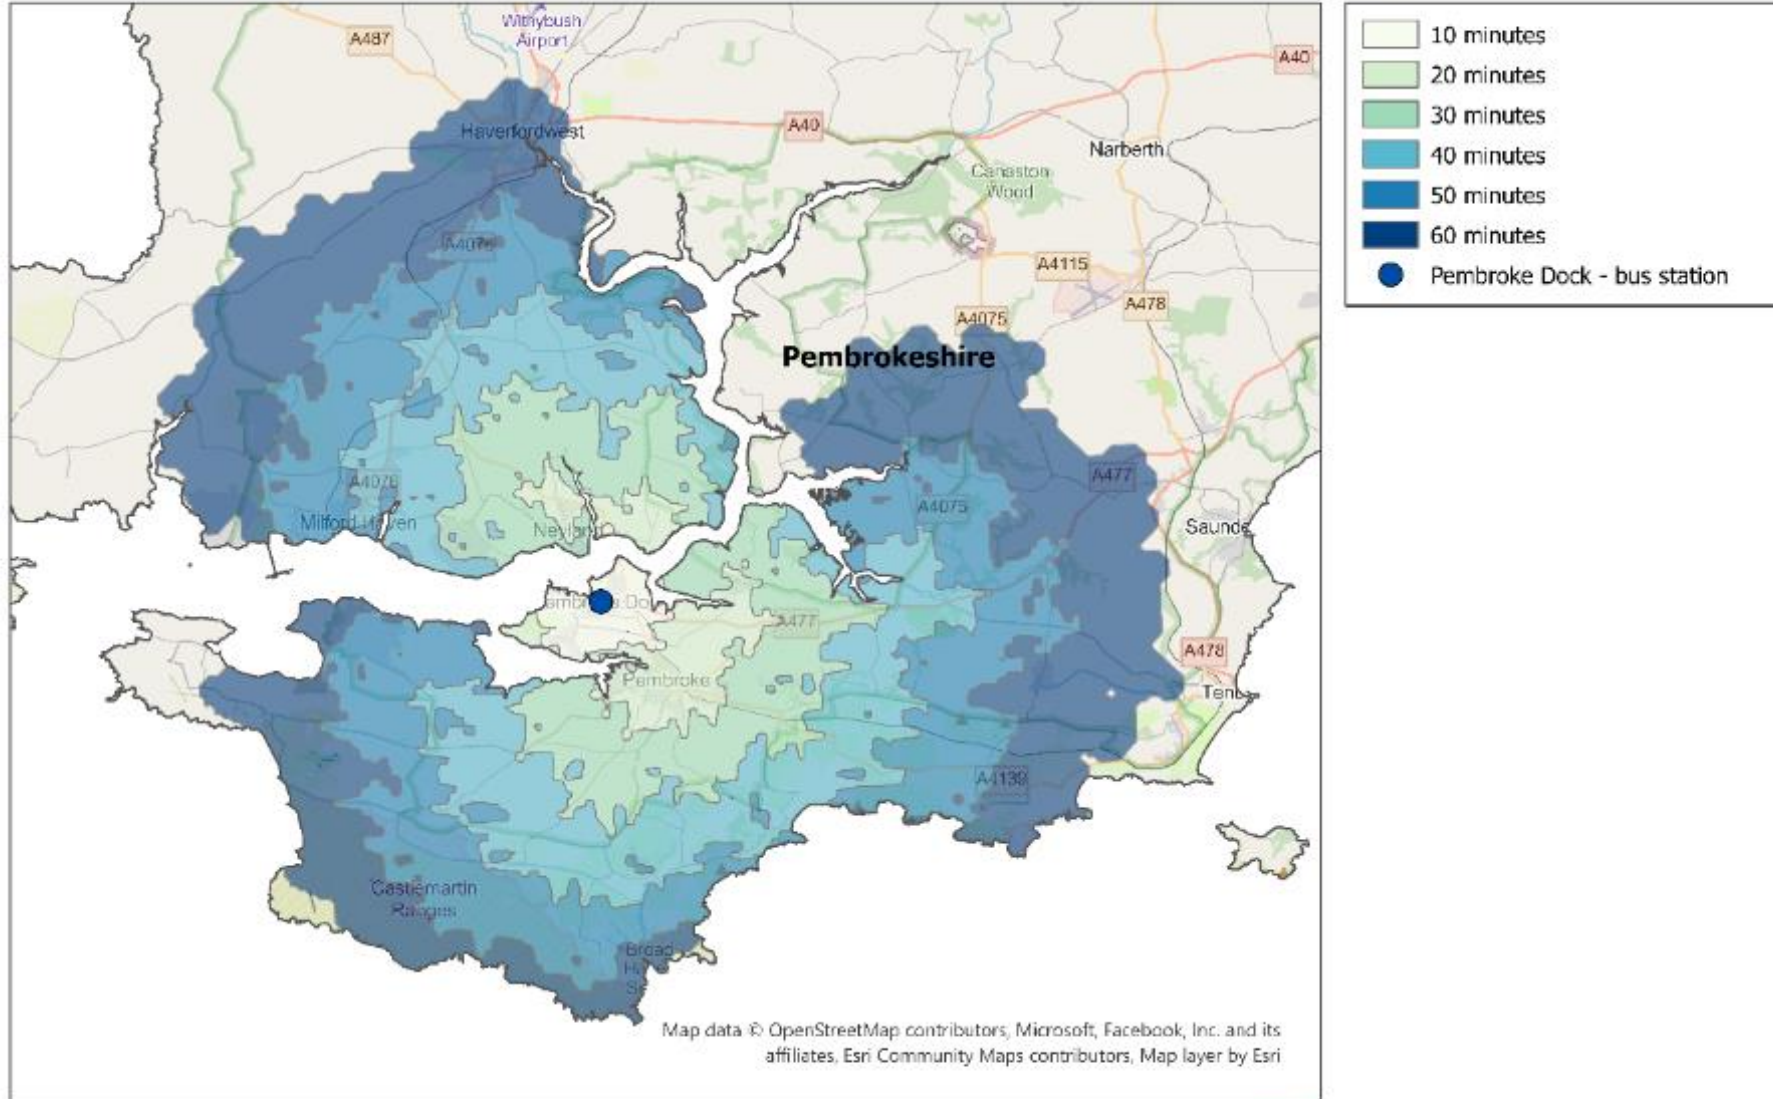 Withybush
Airport
A487
A40
Haverfordwest
A40
Narberth
Canaston
Wood
A4076
A4115
A478
A4075
Pembrokeshire
A477
A4076
A4075
Milford Haven
Neyland
Saunde
A477
A478
Pembroke
Tenb
A4139
Castlemartin
Ranges
Broad
Map data © OpenStreetMap contributors, Microsoft, Facebook, Inc. and its
affiliates, Esri Community Maps contributors, Map layer by Esri
10 minutes
20 minutes
30 minutes
40 minutes
50 minutes
60 minutes
Pembroke Dock - bus station